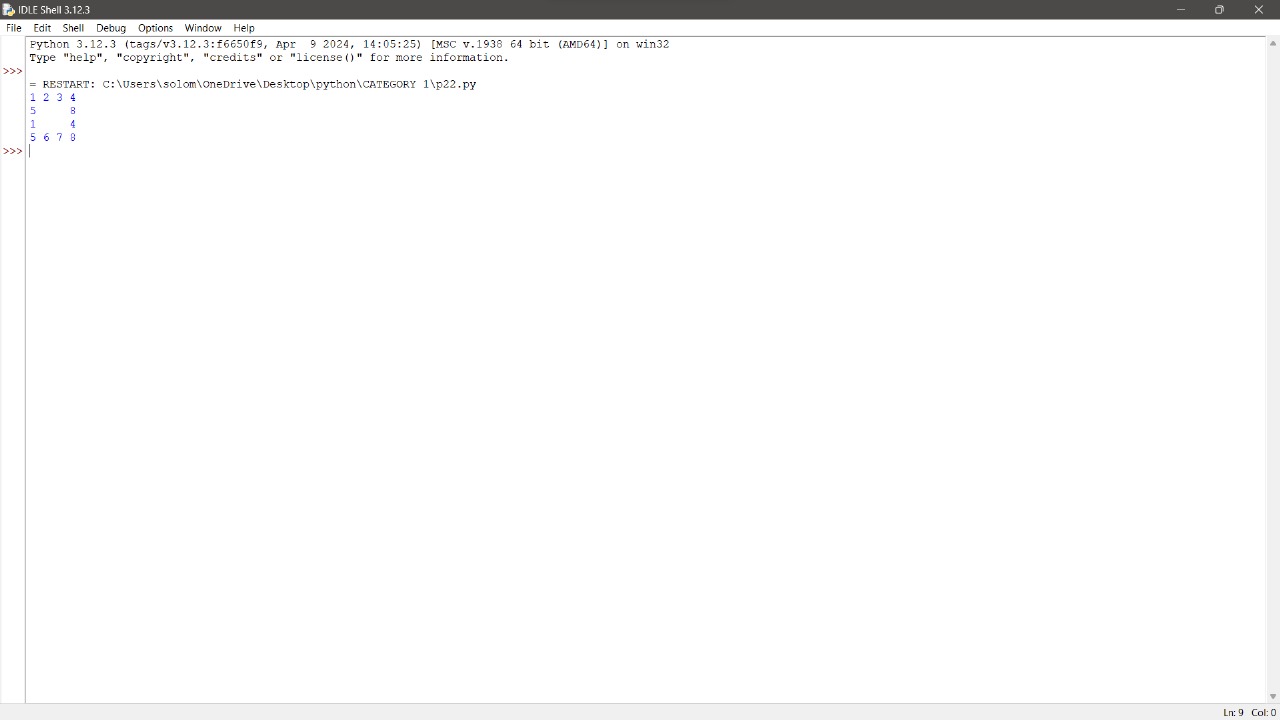 IDLE Shell 3.12.3
File Edit Shell Debug Options Window Help
Python 3.12.3 (tags/v3.12.3:f6650f9, Apr  9 2024, 14:05:25) [MSC v.1938 64 bit (AMD64)] on win32
Type "help", "copyright", "credits" or "license()" for more information.
>>>
= RESTART: C:\Users\solom\OneDrive\Desktop\python\CATEGORY 1\p22.py
1 2 3 4
5     8
1     4
5 6 7 8
>>>
Ln: 9 Col: 0